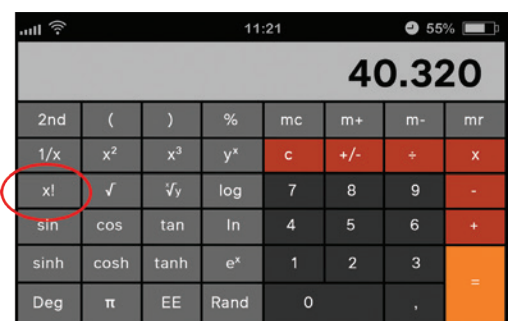 11:21 55%
40.320
2nd ( ) % mc m+ m- mr
1/x x² x³ yˣ c +/- ÷ x
x! √ ˣ√y log 7 8 9 -
sin cos tan ln 4 5 6 +
sinh cosh tanh eˣ 1 2 3 =
Deg π EE Rand 0 ,